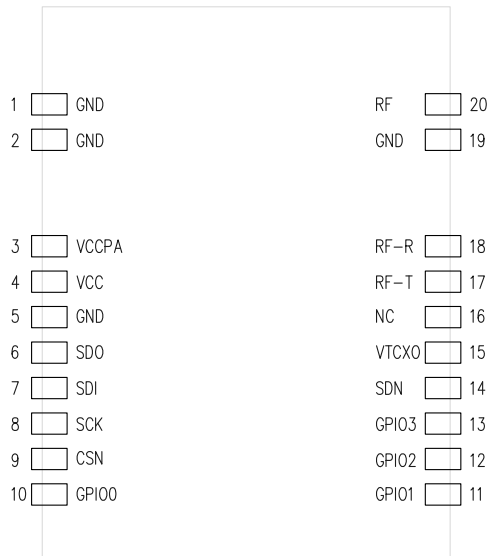 1 GND RF 20
2 GND GND 19
3 VCCPA RF-R 18
4 VCC RF-T 17
5 GND NC 16
6 SDO VTCXO 15
7 SDI SDN 14
8 SCK GPIO3 13
9 CSN GPIO2 12
10 GPIO0 GPIO1 11